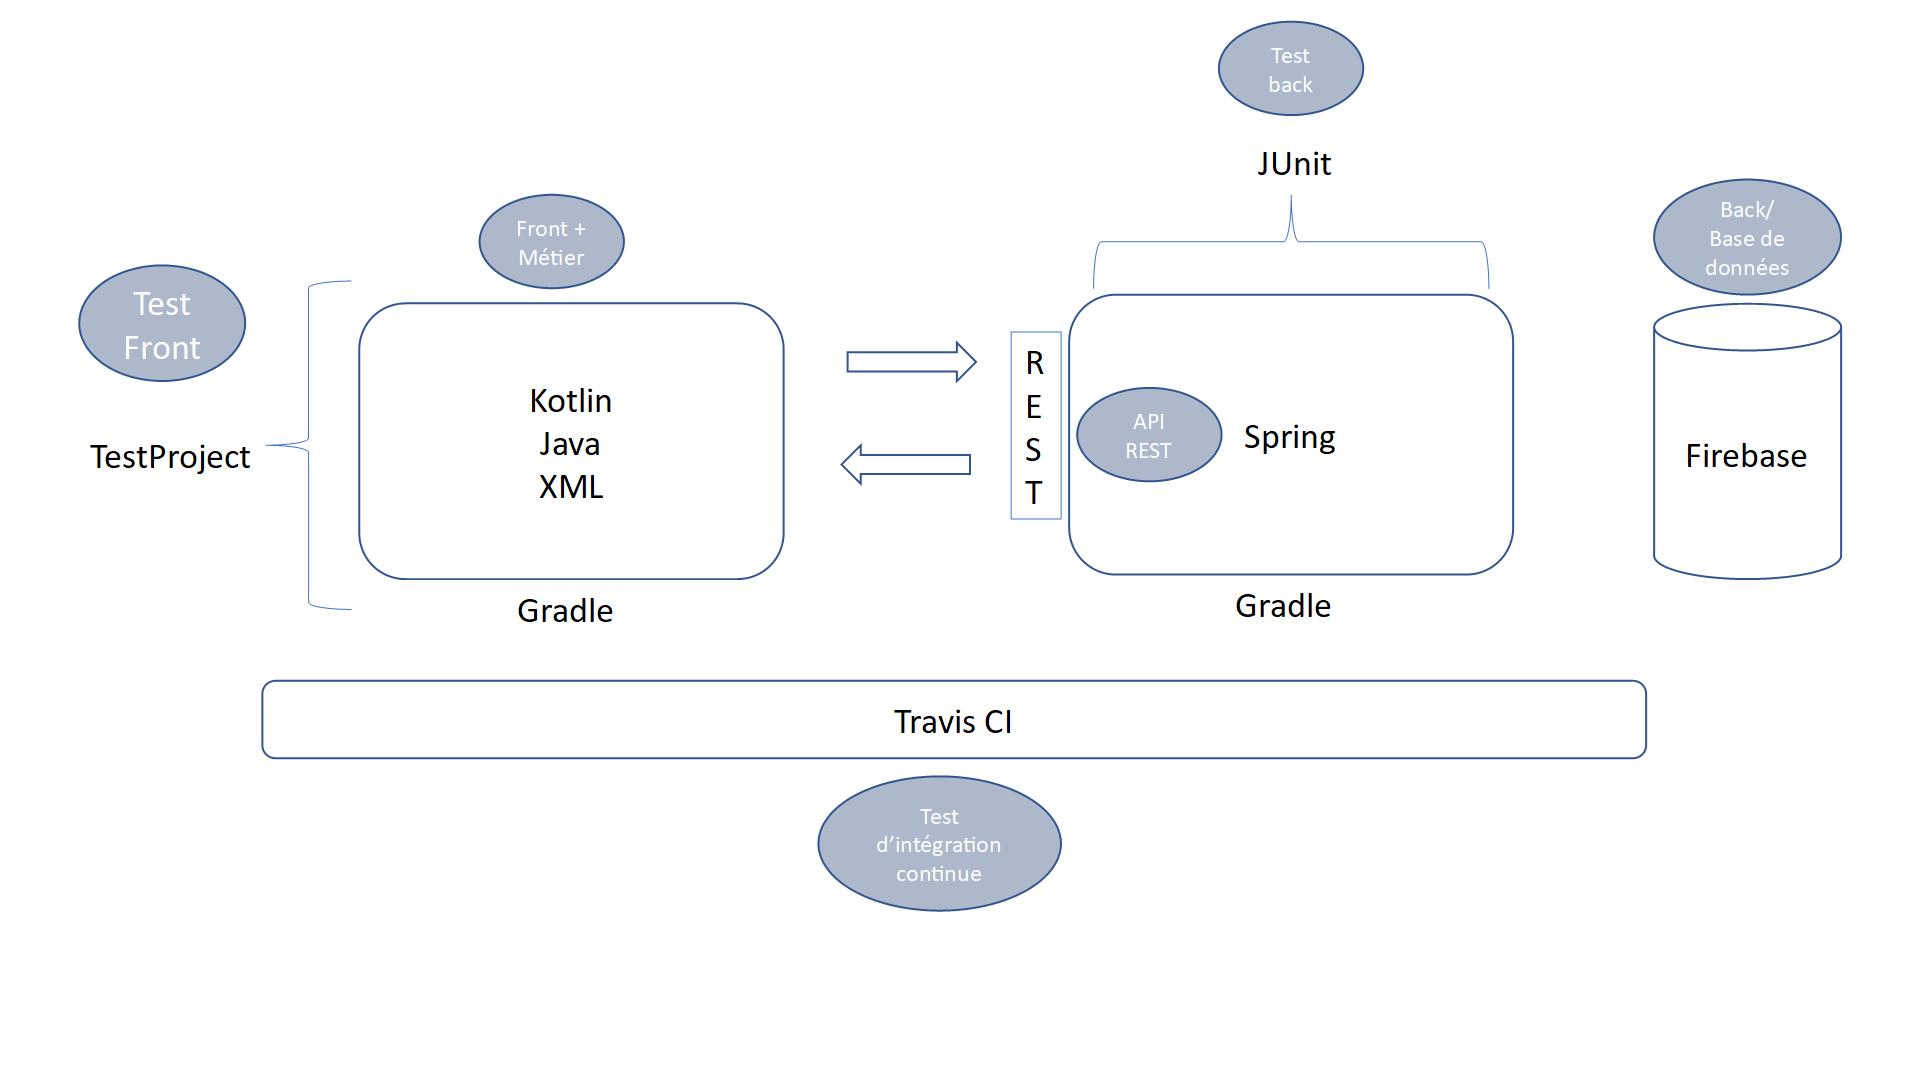 Test
back
JUnit
Front +
Métier
Back/
Base de
données
Test
Front
TestProject
Kotlin
Java
XML
Gradle
R
E
S
T
API
REST
Spring
Gradle
Firebase
Travis CI
Test
d’intégration
continue